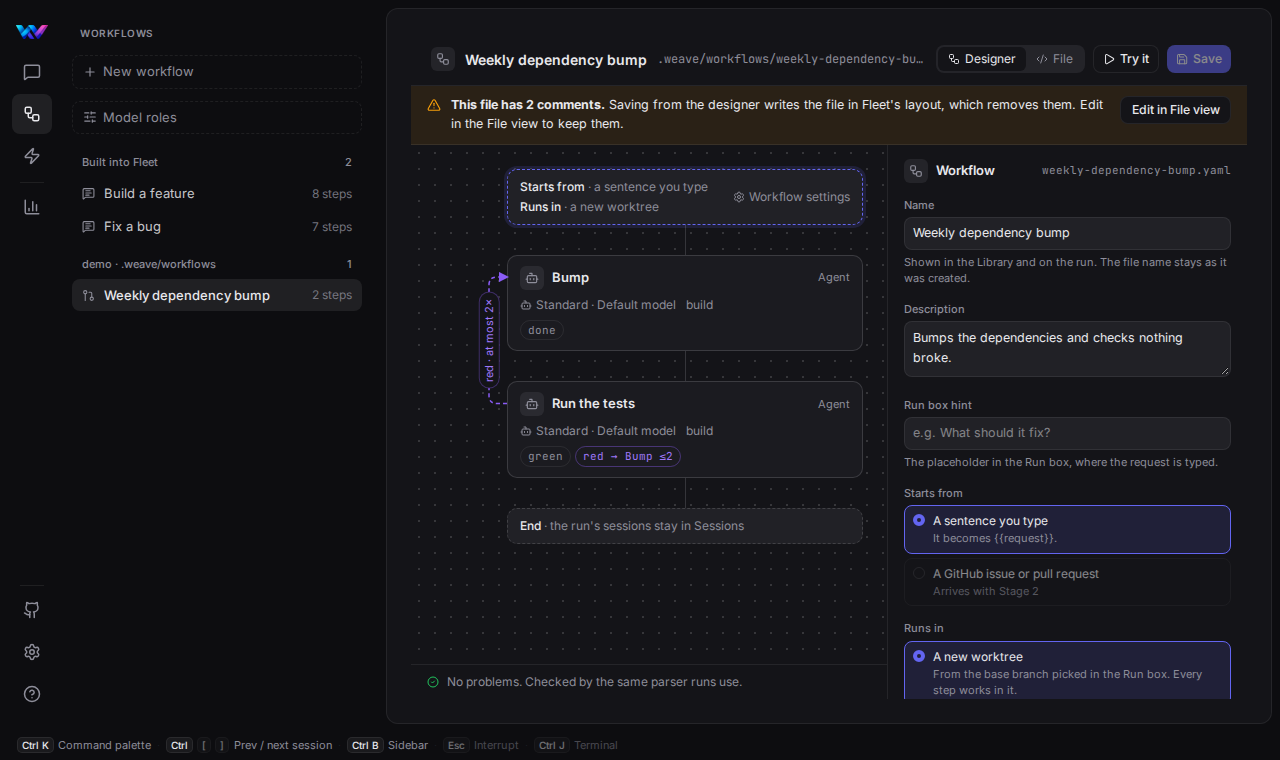 WORKFLOWS
New workflow
Model roles
Built into Fleet 2
Build a feature 8 steps
Fix a bug 7 steps
demo · .weave/workflows 1
Weekly dependency bump 2 steps
Weekly dependency bump .weave/workflows/weekly-dependency-bu… Designer File Try it Save
This file has 2 comments. Saving from the designer writes the file in Fleet's layout, which removes them. Edit
in the File view to keep them.
Edit in File view
Starts from · a sentence you type
Runs in · a new worktree
Workflow settings
Bump Agent
Standard · Default model build
done
red · at most 2×
Run the tests Agent
Standard · Default model build
green red → Bump ≤2
End · the run's sessions stay in Sessions
No problems. Checked by the same parser runs use.
Workflow weekly-dependency-bump.yaml
Name
Weekly dependency bump
Shown in the Library and on the run. The file name stays as it
was created.
Description
Bumps the dependencies and checks nothing
broke.
Run box hint
e.g. What should it fix?
The placeholder in the Run box, where the request is typed.
Starts from
A sentence you type
It becomes {{request}}.
A GitHub issue or pull request
Arrives with Stage 2
Runs in
A new worktree
From the base branch picked in the Run box. Every
step works in it.
Ctrl K Command palette Ctrl [ ] Prev / next session Ctrl B Sidebar Esc Interrupt Ctrl J Terminal